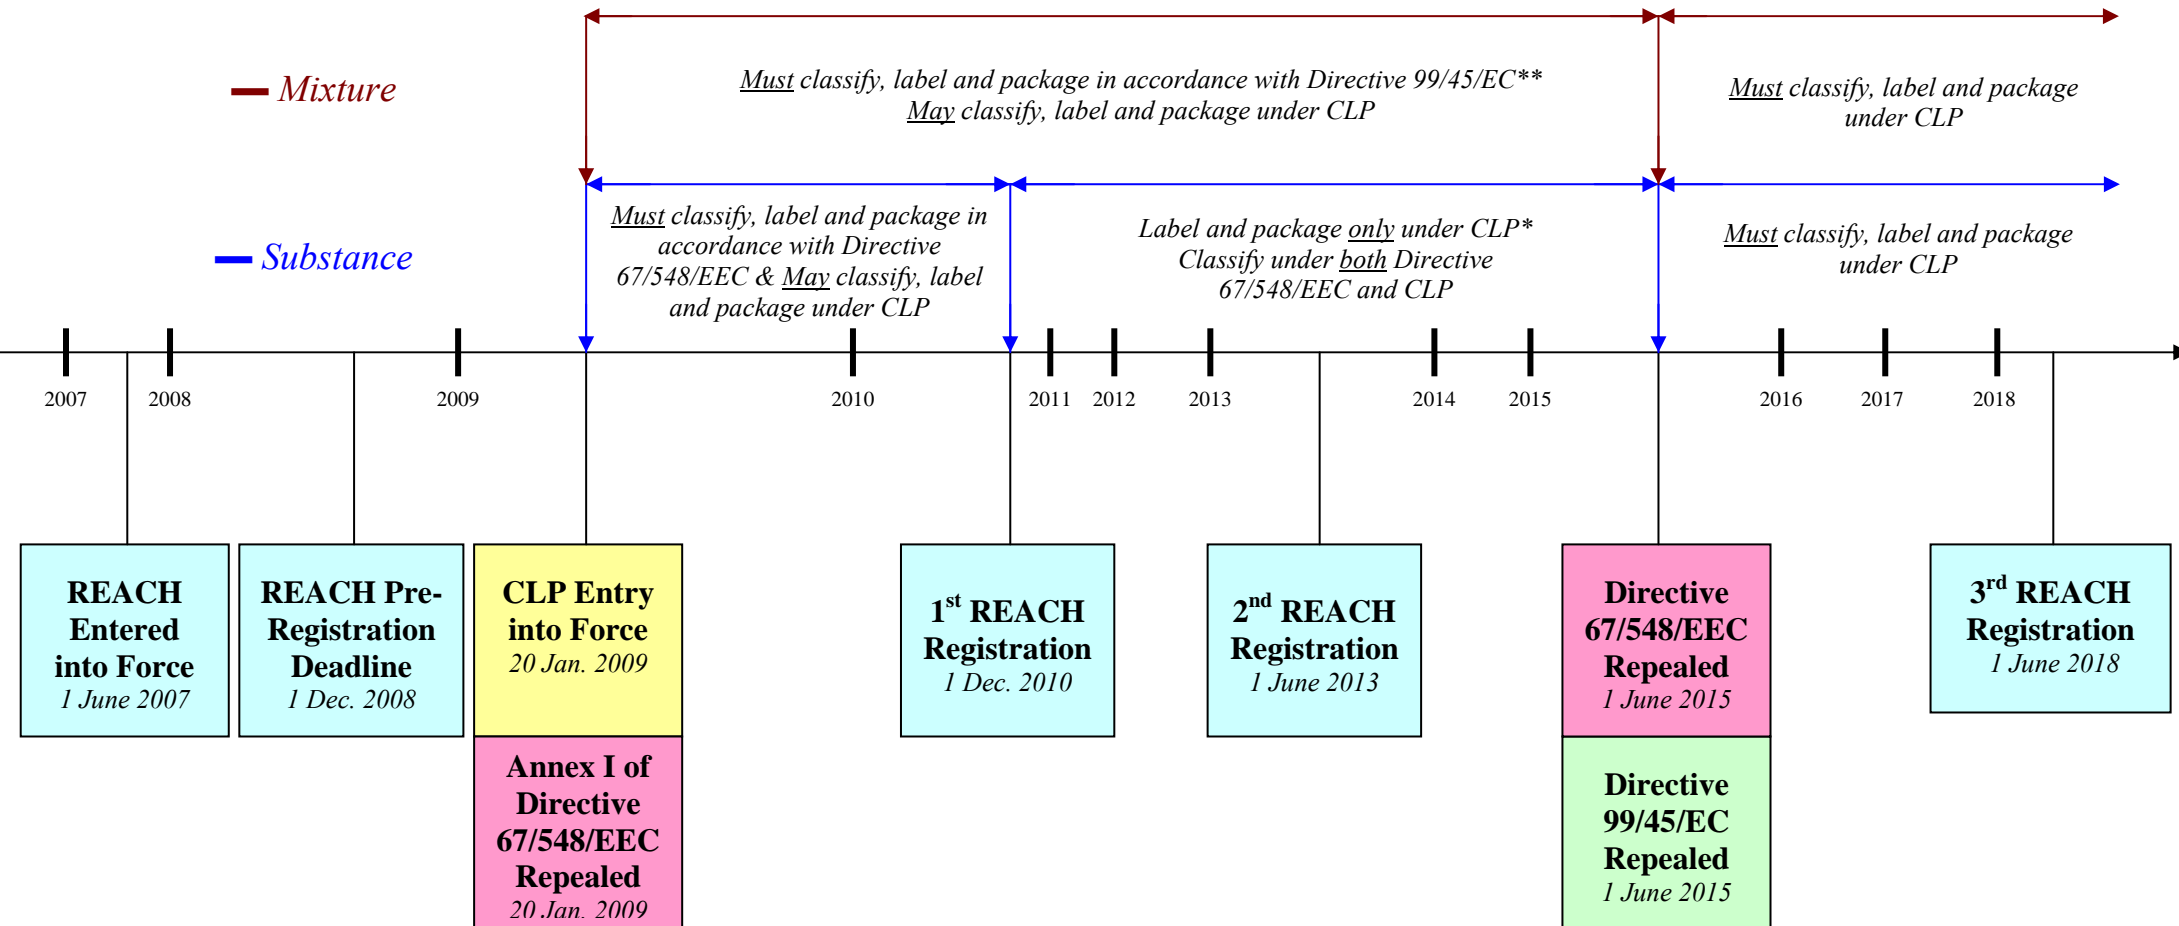 Mixture
Must classify, label and package in accordance with Directive 99/45/EC**
May classify, label and package under CLP
Must classify, label and package
under CLP
Substance
Must classify, label and package in
accordance with Directive
67/548/EEC & May classify, label
and package under CLP
Label and package only under CLP*
Classify under both Directive
67/548/EEC and CLP
Must classify, label and package
under CLP
2007 2008 2009 2010 2011 2012 2013 2014 2015 2016 2017 2018
REACH
Entered
into Force
1 June 2007
REACH Pre-
Registration
Deadline
1 Dec. 2008
CLP Entry
into Force
20 Jan. 2009
Annex I of
Directive
67/548/EEC
Repealed
20 Jan. 2009
1st REACH
Registration
1 Dec. 2010
2nd REACH
Registration
1 June 2013
Directive
67/548/EEC
Repealed
1 June 2015
Directive
99/45/EC
Repealed
1 June 2015
3rd REACH
Registration
1 June 2018